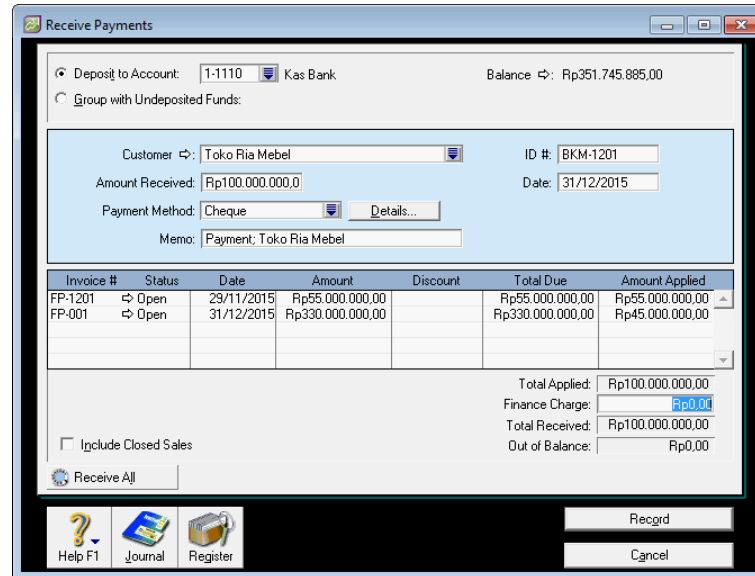 Receive Payments
Deposit to Account: 1-1110 Kas Bank Balance ⇨: Rp351.745.885,00
Group with Undeposited Funds:
Customer ⇨: Toko Ria Mebel ID #: BKM-1201
Amount Received: Rp100.000.000,0 Date: 31/12/2015
Payment Method: Cheque Details...
Memo: Payment; Toko Ria Mebel
Invoice # Status Date Amount Discount Total Due Amount Applied
FP-1201 ⇨ Open 29/11/2015 Rp55.000.000,00 Rp55.000.000,00 Rp55.000.000,00
FP-001 ⇨ Open 31/12/2015 Rp330.000.000,00 Rp330.000.000,00 Rp45.000.000,00
Total Applied: Rp100.000.000,00
Finance Charge: Rp0,00
Total Received: Rp100.000.000,00
Include Closed Sales Out of Balance: Rp0,00
Receive All
Help F1 Journal Register
Record
Cancel